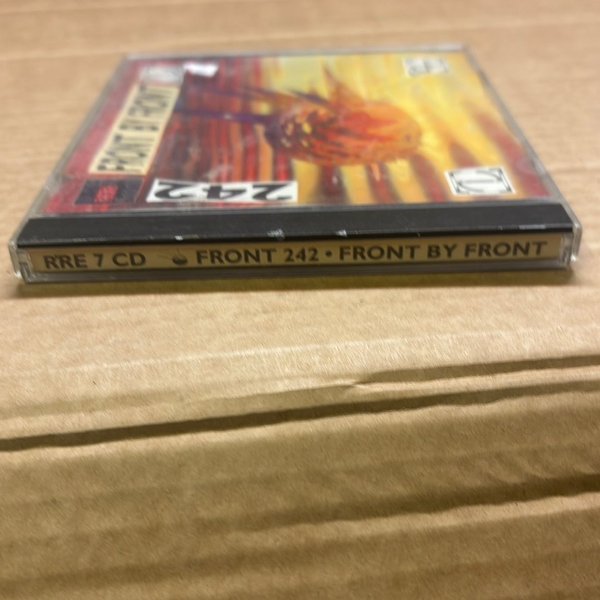 FRONT BY FRONT
242
RRE 7 CD FRONT 242 • FRONT BY FRONT